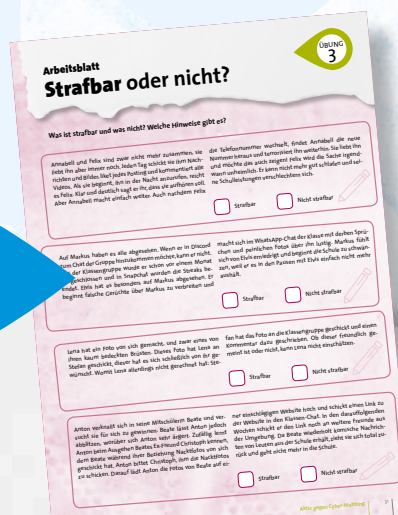 ÜBUNG
3
Arbeitsblatt
Strafbar oder nicht?
Was ist strafbar und was nicht? Welche Hinweise gibt es?
Annabell und Felix sind zwar nicht mehr zusammen, sie
liebt ihn aber immer noch. Jeden Tag schickt sie ihm Nach-
richten und Bilder, liket jedes Posting und kommentiert alle
Videos. Als sie beginnt, ihn in der Nacht anzurufen, reicht
es Felix. Klar und deutlich sagt er ihr, dass sie aufhören soll.
Aber Annabell macht einfach weiter. Auch nachdem Felix
die Telefonnummer wechselt, findet Annabell die neue
Nummer heraus und terrorisiert ihn weiterhin. Sie liebt ihn
und möchte das auch zeigen! Felix wird die Sache irgend-
wann unheimlich. Er kann nicht mehr gut schlafen und sei-
ne Schulleistungen verschlechtern sich.
Strafbar
Nicht strafbar
Auf Markus haben es alle abgesehen. Wenn er in Discord
zum Chat der Gruppe hinzukommen möchte, kann er nicht.
der Klassengruppe wurde er schon vor einem Monat
geschlossen und in Snapchat wurden die Streaks be-
endet. Elvis hat es besonders auf Markus abgesehen. Er
beginnt falsche Gerüchte über Markus zu verbreiten und
macht sich im WhatsApp-Chat der Klasse mit derben Sprü-
chen und peinlichen Fotos über ihn lustig. Markus fühlt
sich von Elvis erniedrigt und beginnt die Schule zu schwän-
zen, weil er es in den Pausen mit Elvis einfach nicht mehr
aushält.
Strafbar
Nicht strafbar
Lena hat ein Foto von sich gemacht, und zwar eines von
ihren kaum bedeckten Brüsten. Dieses Foto hat Lena an
Stefan geschickt, dieser hat es sich schließlich von ihr ge-
wünscht. Womit Lena allerdings nicht gerechnet hat: Ste-
fan hat das Foto an die Klassengruppe geschickt und einen
Kommentar dazu geschrieben. Ob dieser freundlich ge-
meint ist oder nicht, kann Lena nicht einschätzen.
Strafbar
Nicht strafbar
Anton verknallt sich in seine Mitschülerin Beate und ver-
sucht sie für sich zu gewinnen. Beate lässt Anton jedoch
abblitzen, worüber sich Anton sehr ärgert. Zufällig lernt
Anton beim Ausgehen Beates Ex-Freund Christoph kennen,
dem Beate während ihrer Beziehung Nacktfotos von sich
geschickt hat. Anton bittet Christoph, ihm die Nacktfotos
zu schicken. Darauf lädt Anton die Fotos von Beate auf ei-
ner einschlägigen Website hoch und schickt einen Link zu
der Website in den Klassen-Chat. In den darauffolgenden
Wochen schickt er den Link noch an weitere Freunde aus
der Umgebung. Da Beate wiederholt komische Nachrich-
ten von Leuten aus der Schule erhält, zieht sie sich total zu-
rück und geht nicht mehr in die Schule.
Strafbar
Nicht strafbar